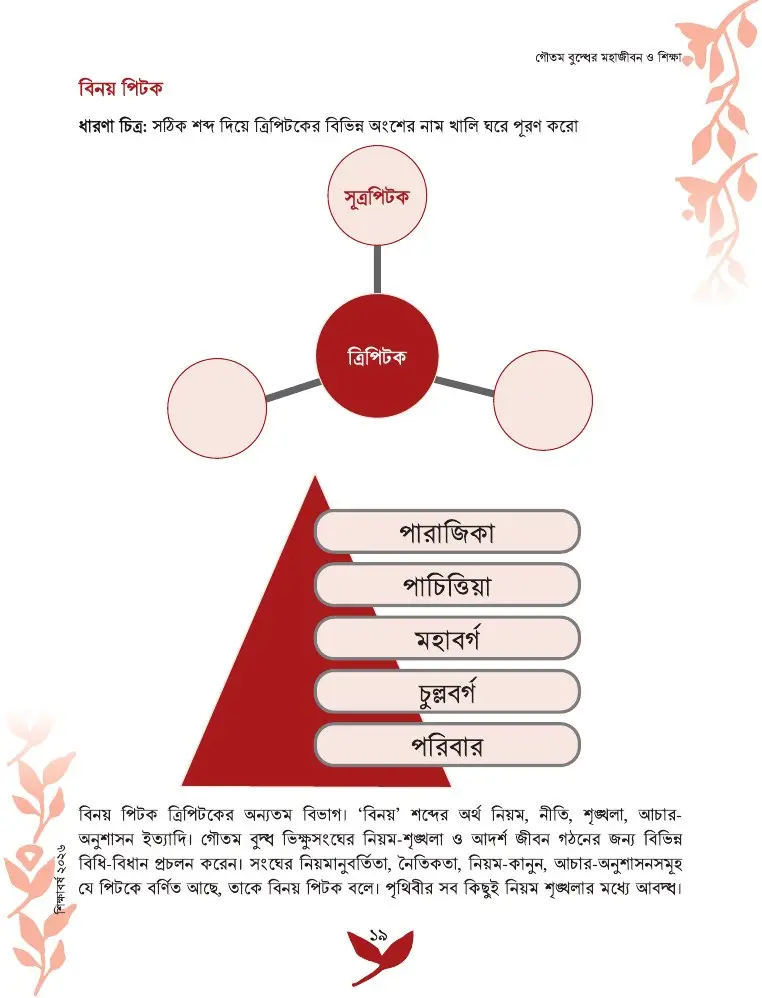 গৌতম বুদ্ধের মহাজীবন ও শিক্ষা
বিনয় পিটক
ধারণা চিত্র: সঠিক শব্দ দিয়ে ত্রিপিটকের বিভিন্ন অংশের নাম খালি ঘরে পূরণ করো
সূত্রপিটক
ত্রিপিটক
পারাজিকা
পাচিত্তিয়া
মহাবর্গ
চুল্লবর্গ
পরিবার
বিনয় পিটক ত্রিপিটকের অন্যতম বিভাগ। ‘বিনয়’ শব্দের অর্থ নিয়ম, নীতি, শৃঙ্খলা, আচার-
অনুশাসন ইত্যাদি। গৌতম বুদ্ধ ভিক্ষুসংঘের নিয়ম-শৃঙ্খলা ও আদর্শ জীবন গঠনের জন্য বিভিন্ন
বিধি-বিধান প্রচলন করেন। সংঘের নিয়মানুবর্তিতা, নৈতিকতা, নিয়ম-কানুন, আচার-অনুশাসনসমূহ
যে পিটকে বর্ণিত আছে, তাকে বিনয় পিটক বলে। পৃথিবীর সব কিছুই নিয়ম শৃঙ্খলার মধ্যে আবদ্ধ।
শিক্ষাবর্ষ ২০২৬
১৯